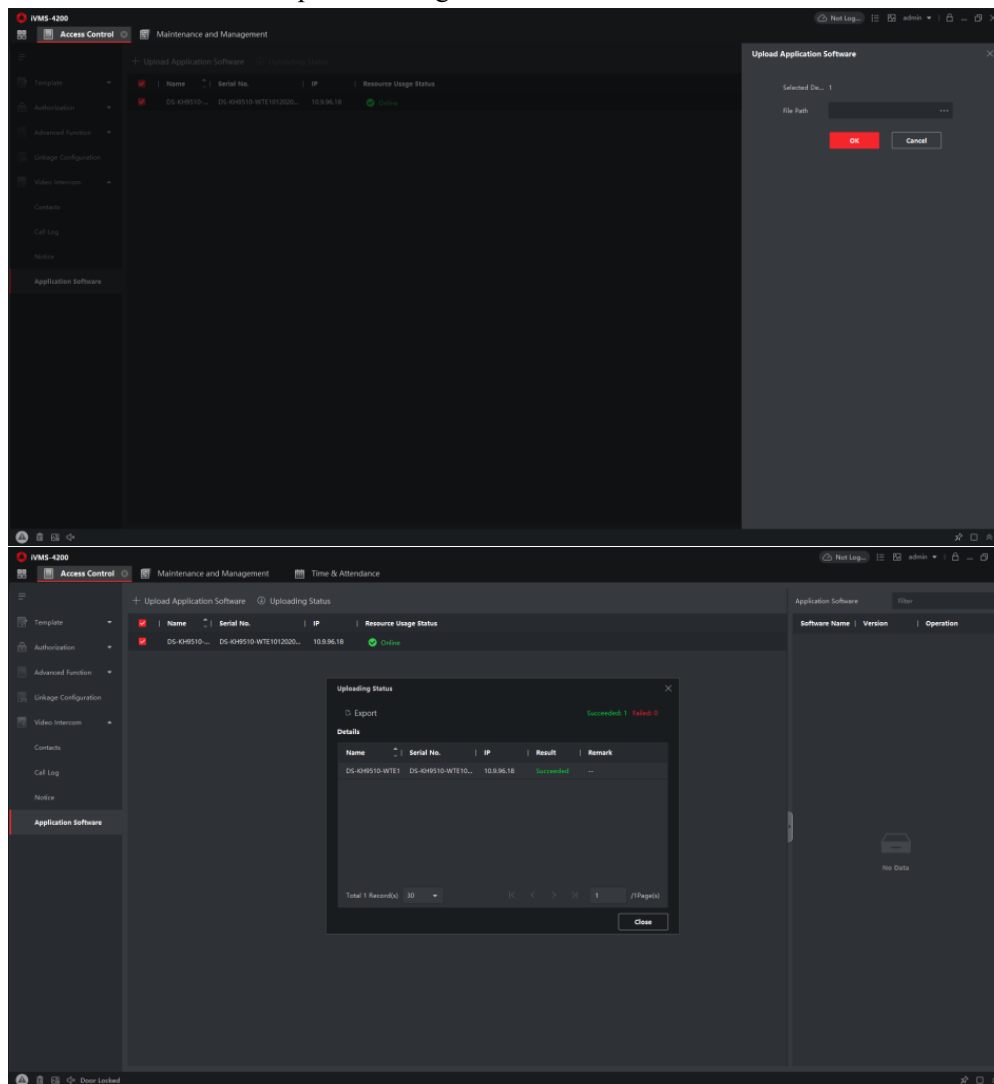 iVMS-4200
Not Log...
admin
Access Control
Maintenance and Management
Upload Application Software
Uploading Status
Upload Application Software
Selected De... 1
File Path
...
OK
Cancel
Template
Authorization
Advanced Function
Linkage Configuration
Video Intercom
Contacts
Call Log
Notice
Application Software
Name | Serial No. | IP | Resource Usage Status
DS-KH9510-... DS-KH9510-WTE1012020... 10.9.96.18 Online
iVMS-4200
Not Log...
admin
Access Control
Maintenance and Management
Time & Attendance
Upload Application Software
Uploading Status
Application Software
Filter
Template
Authorization
Advanced Function
Linkage Configuration
Video Intercom
Contacts
Call Log
Notice
Application Software
Name | Serial No. | IP | Resource Usage Status
DS-KH9510-... DS-KH9510-WTE1012020... 10.9.96.18 Online
Software Name | Version | Operation
No Data
Uploading Status
Export
Succeeded: 1 Failed: 0
Details
Name | Serial No. | IP | Result | Remark
DS-KH9510-WTE1 DS-KH9510-WTE10... 10.9.96.18 Succeeded ---
Total 1 Record(s) 30 1 /1Page(s)
Close
Door Locked